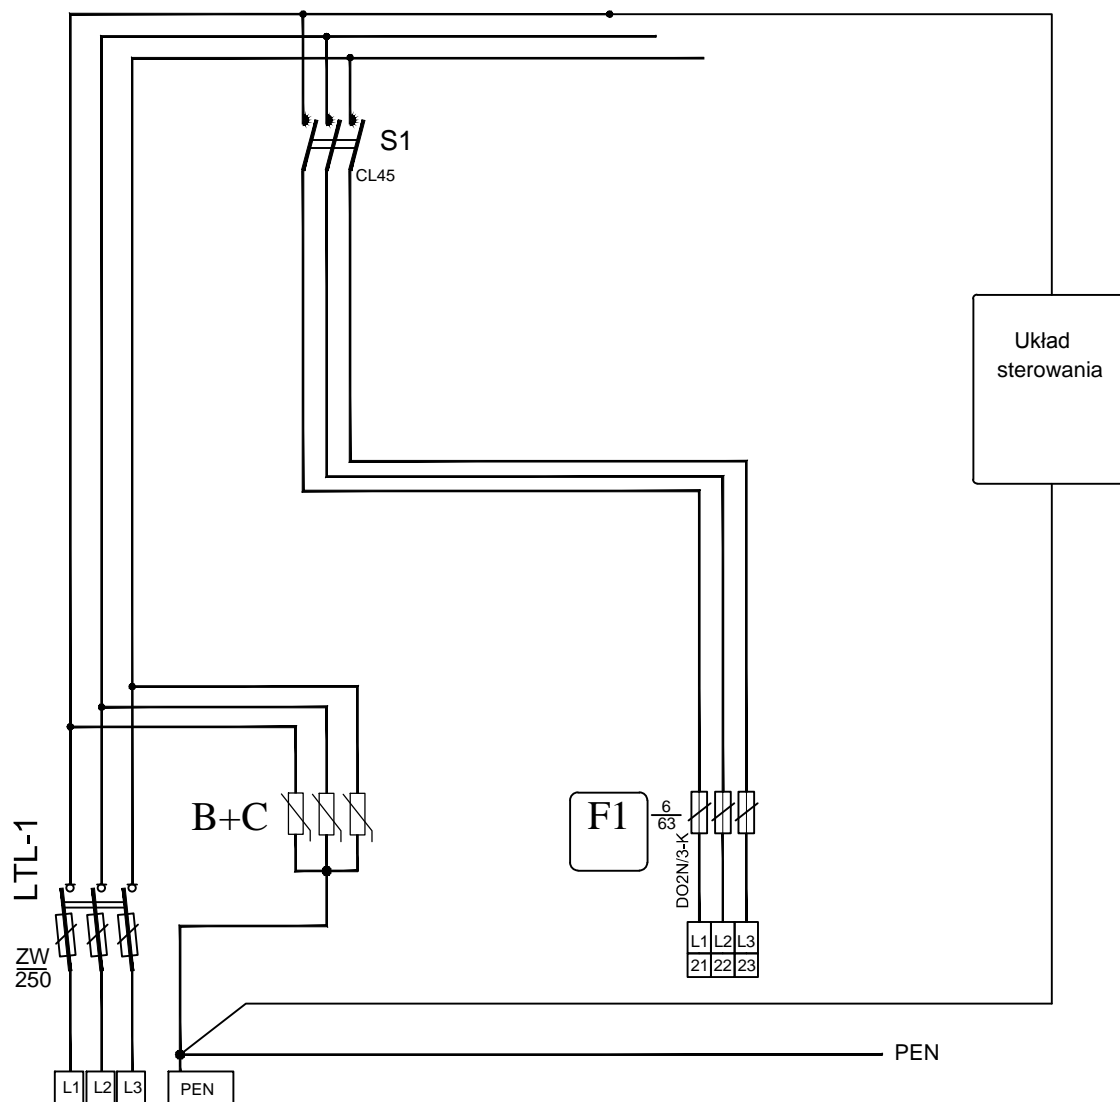 S1
CL45
Układ
sterowania
B+C
F1
6
63
DO2N/3-K
LTL-1
ZW
250
L1 L2 L3
21 22 23
PEN
L1 L2 L3
PEN